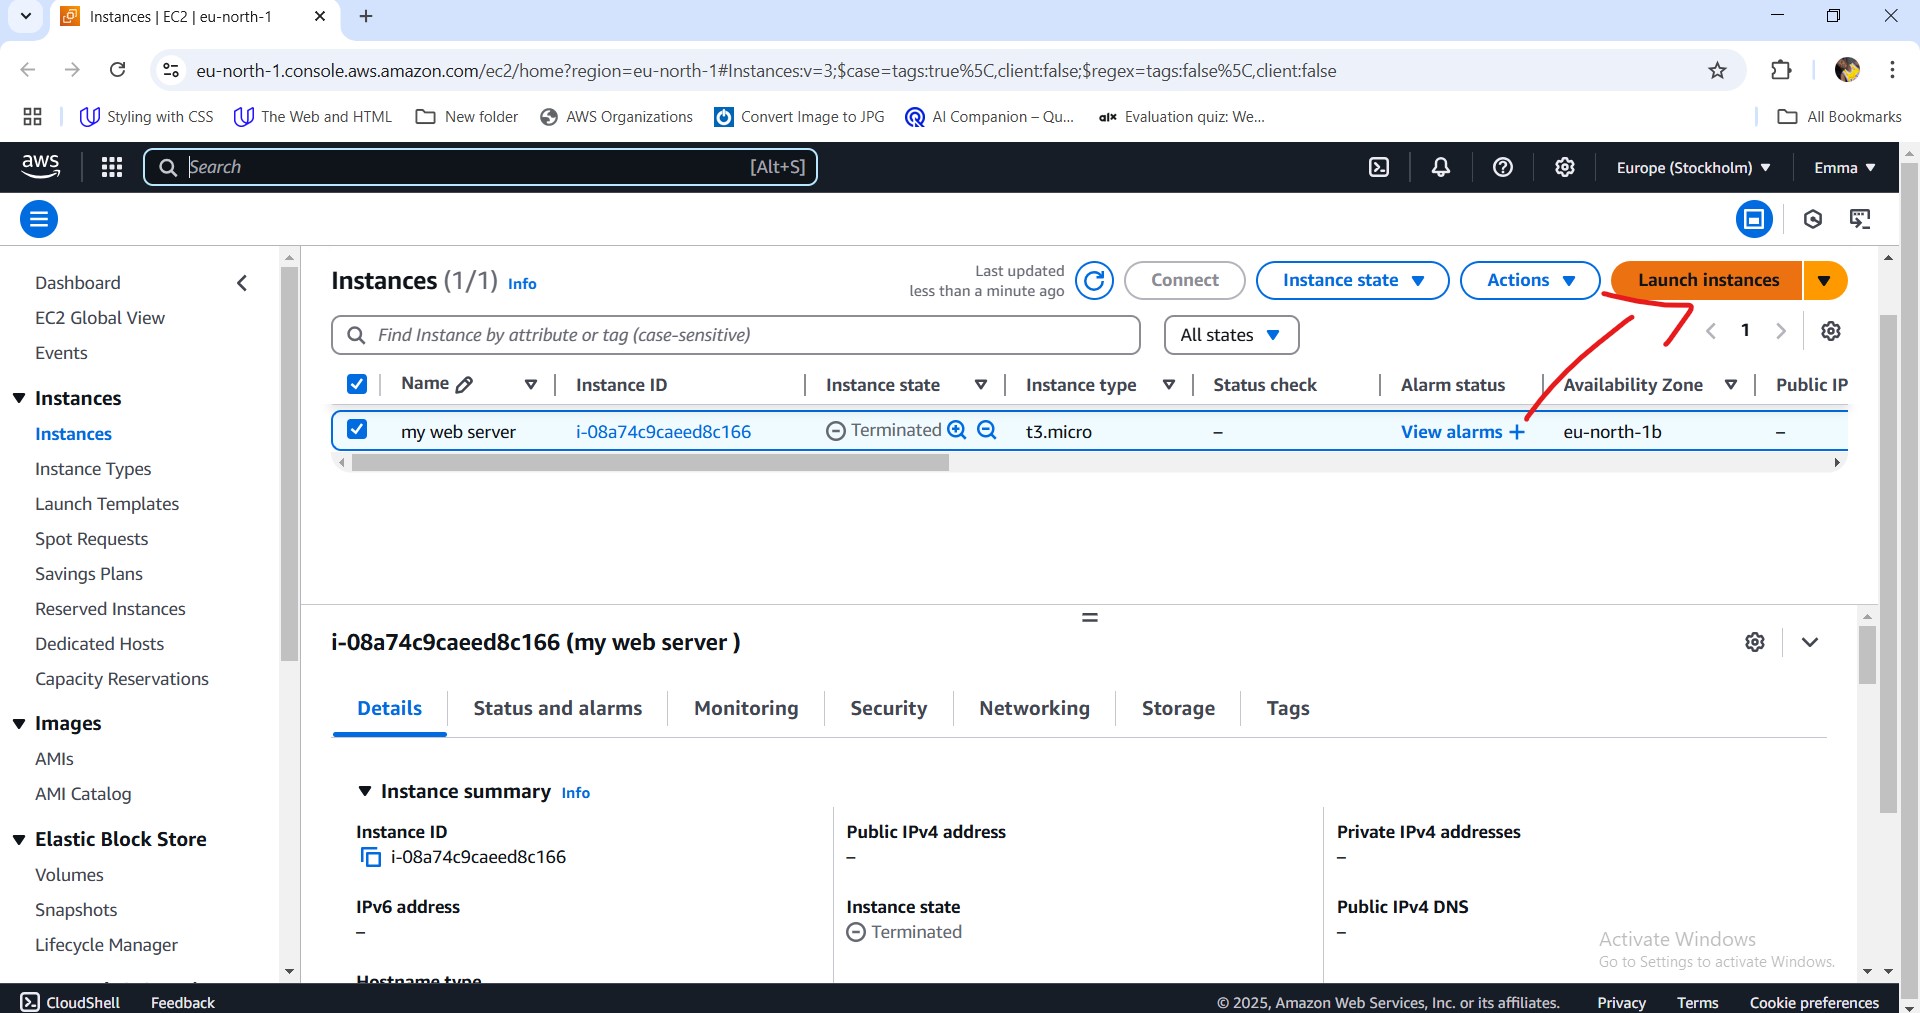 Instances | EC2 | eu-north-1
eu-north-1.console.aws.amazon.com/ec2/home?region=eu-north-1#Instances:v=3;$case=tags:true%5C,client:false;$regex=tags:false%5C,client:false
Styling with CSS
The Web and HTML
New folder
AWS Organizations
Convert Image to JPG
AI Companion – Qu...
alx Evaluation quiz: We...
All Bookmarks
aws
Search
[Alt+S]
Europe (Stockholm)
Emma
Dashboard
EC2 Global View
Events
Instances
Instances
Instance Types
Launch Templates
Spot Requests
Savings Plans
Reserved Instances
Dedicated Hosts
Capacity Reservations
Images
AMIs
AMI Catalog
Elastic Block Store
Volumes
Snapshots
Lifecycle Manager
Instances (1/1) Info
Last updated
less than a minute ago
Connect
Instance state
Actions
Launch instances
Find Instance by attribute or tag (case-sensitive)
All states
1
Name
Instance ID
Instance state
Instance type
Status check
Alarm status
Availability Zone
Public IP
my web server
i-08a74c9caeed8c166
Terminated
t3.micro
–
View alarms +
eu-north-1b
–
i-08a74c9caeed8c166 (my web server )
Details
Status and alarms
Monitoring
Security
Networking
Storage
Tags
Instance summary Info
Instance ID
i-08a74c9caeed8c166
Public IPv4 address
–
Private IPv4 addresses
–
IPv6 address
–
Instance state
Terminated
Public IPv4 DNS
–
Hostname type
Activate Windows
Go to Settings to activate Windows.
CloudShell
Feedback
© 2025, Amazon Web Services, Inc. or its affiliates.
Privacy
Terms
Cookie preferences